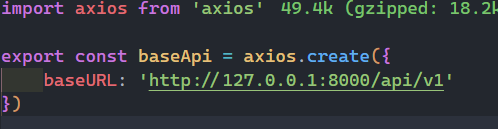 import axios from 'axios' 49.4k (gzipped: 18.2k
export const baseApi = axios.create({
baseURL: 'http://127.0.0.1:8000/api/v1'
})